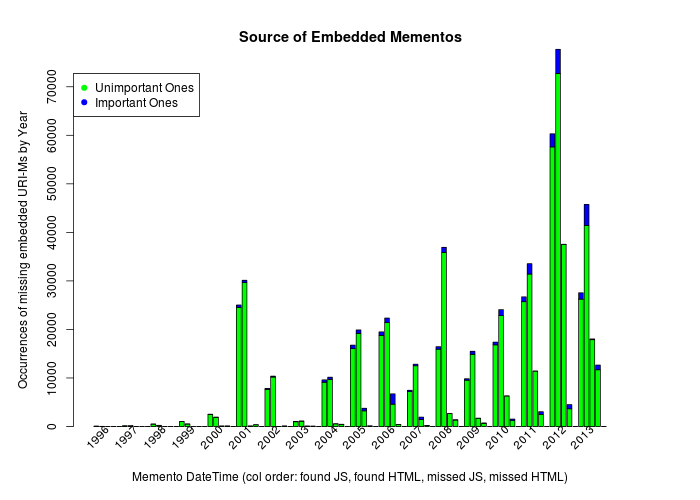 Source of Embedded Mementos
Unimportant Ones
Important Ones
Occurrences of missing embedded URI-Ms by Year
70000
60000
50000
40000
30000
20000
10000
0
1996 1997 1998 1999 2000 2001 2002 2003 2004 2005 2006 2007 2008 2009 2010 2011 2012 2013
Memento DateTime (col order: found JS, found HTML, missed JS, missed HTML)